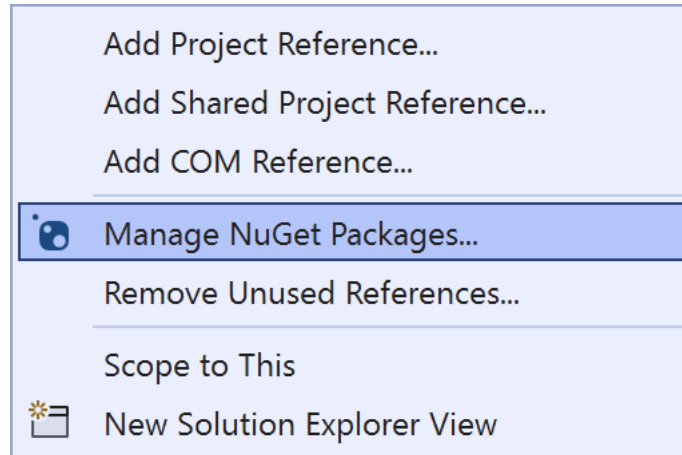 Add Project Reference...
Add Shared Project Reference...
Add COM Reference...
Manage NuGet Packages...
Remove Unused References...
Scope to This
New Solution Explorer View